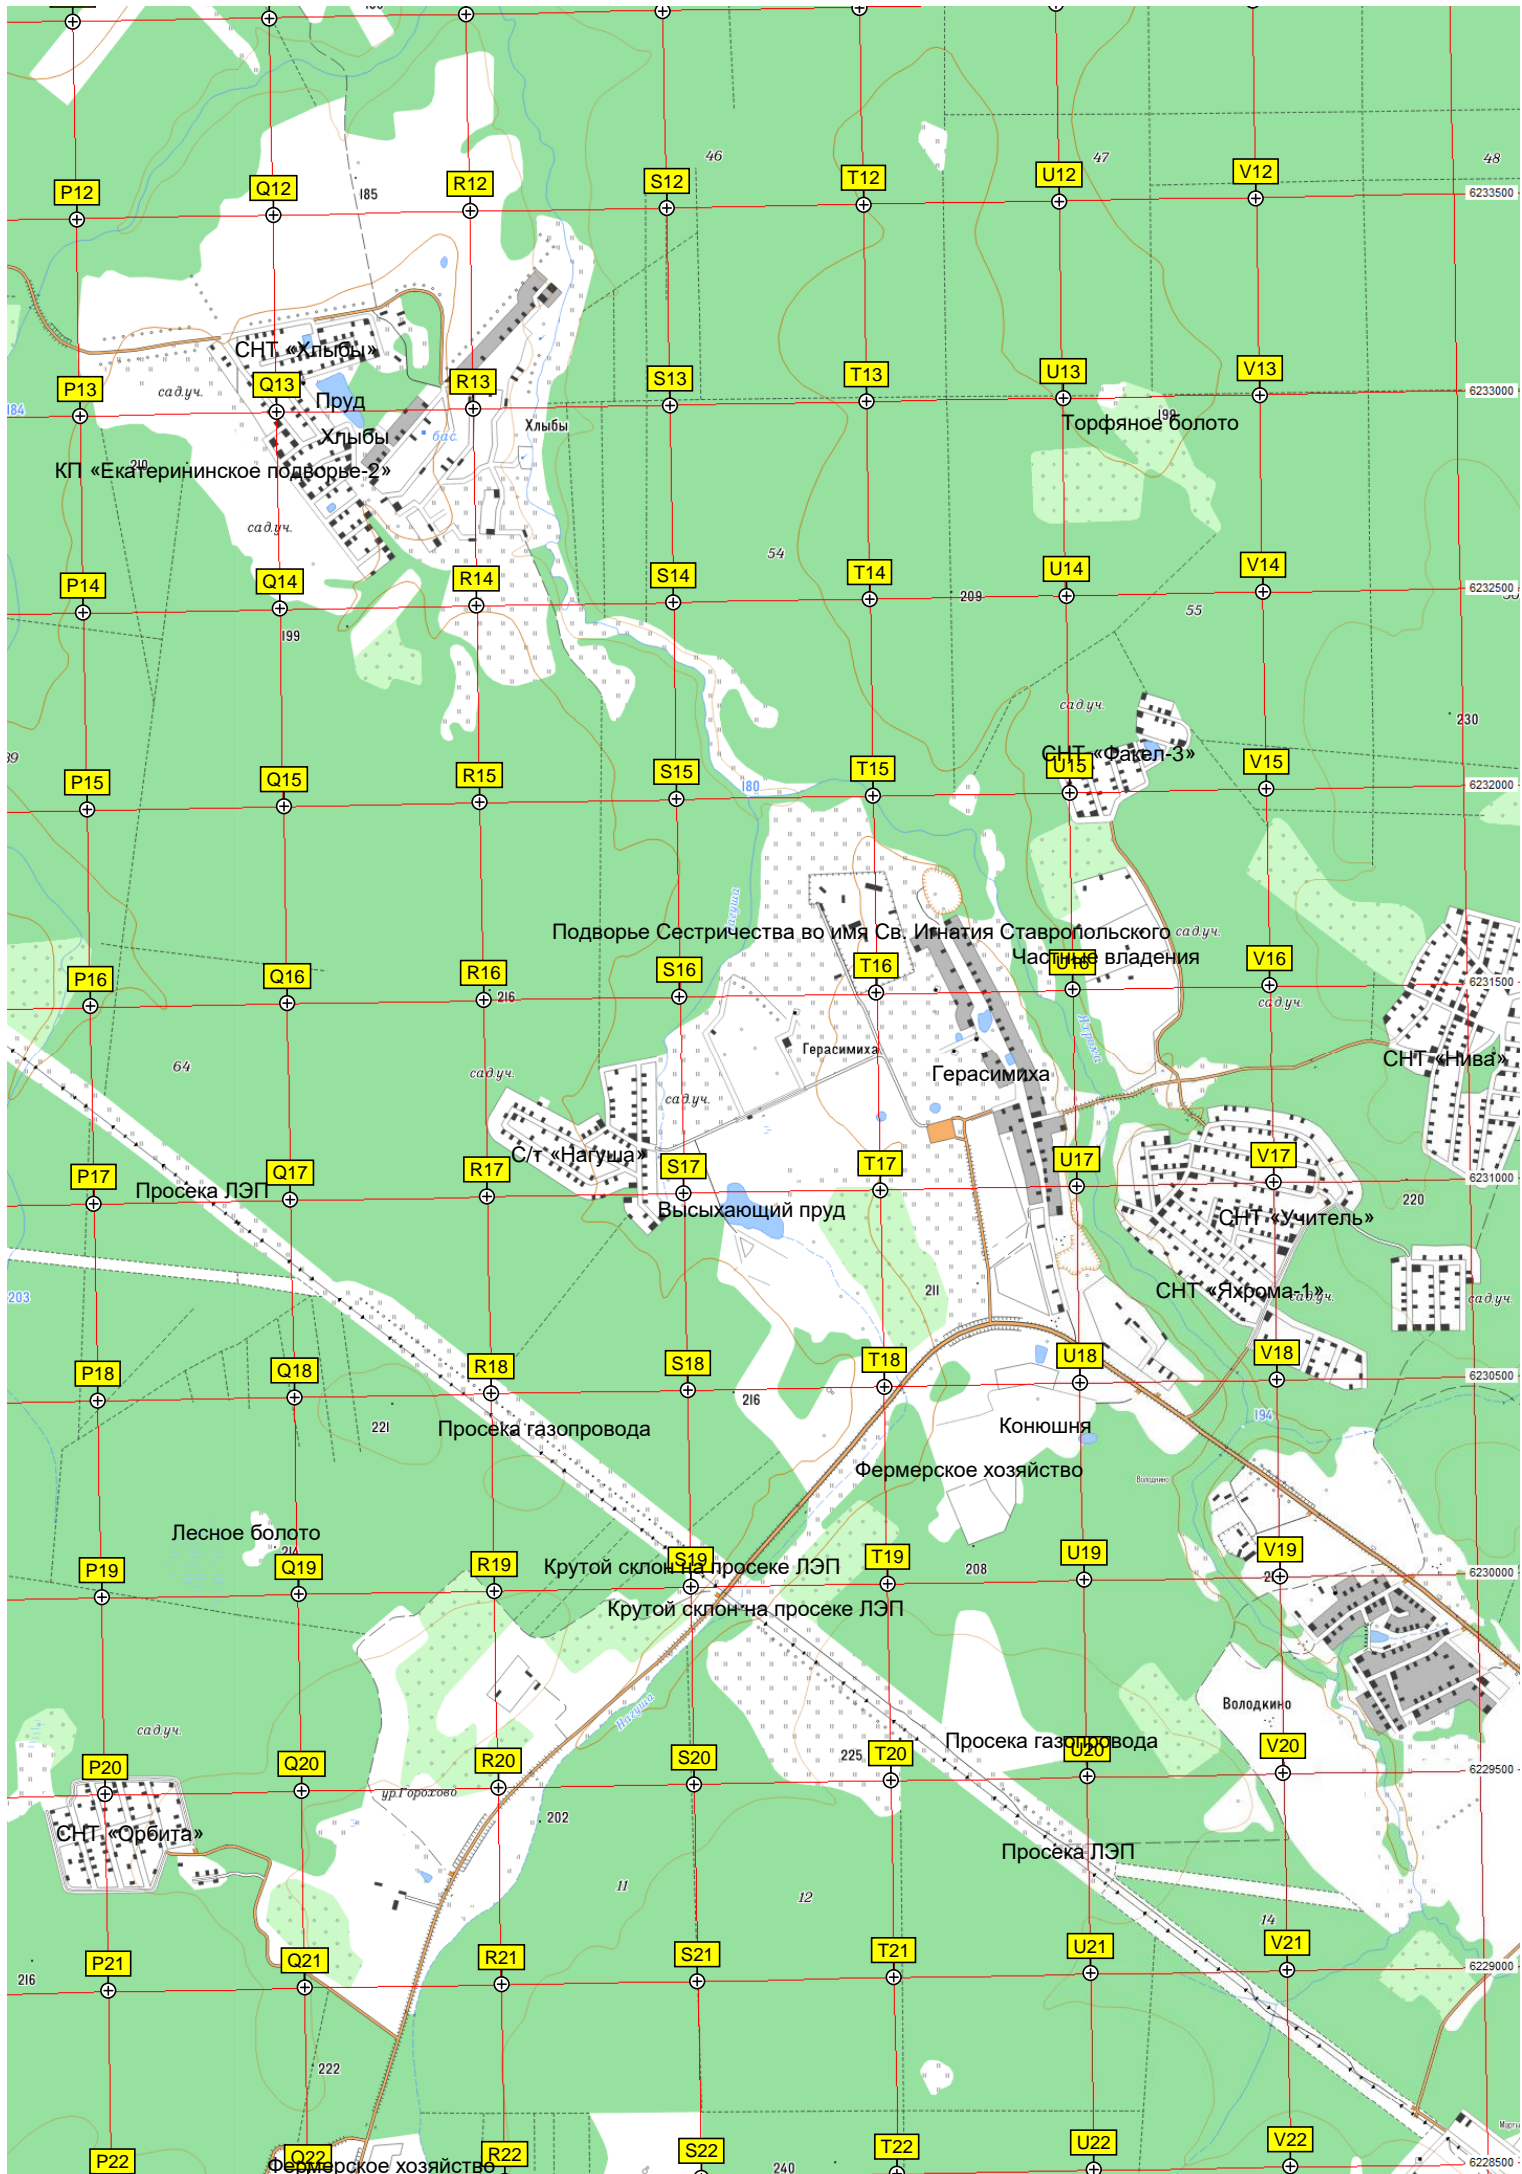 46
47
48
P12
Q12
R12
S12
T12
U12
V12
185
6233500
СНТ «Хлыбы»
P13
Q13
R13
S13
T13
U13
V13
6233000
сад.уч.
184
Пруд
Хлыбы
бас.
Хлыбы
199
Торфяное болото
210
КП «Екатерининское подворье-2»
сад.уч.
54
P14
Q14
R14
S14
T14
U14
V14
209
55
6232500
199
сад.уч.
230
СНТ «Факел-3»
P15
Q15
R15
S15
T15
U15
V15
180
6232000
Подворье Сестричества во имя Св. Игнатия Ставропольского
сад.уч.
Частные владения
P16
Q16
R16
S16
T16
U16
V16
216
6231500
сад.уч.
Яхрома
64
Герасимиха
СНТ «Нива»
сад.уч.
Герасимиха
сад.уч.
С/т «Нагуша»
P17
Q17
R17
S17
T17
U17
V17
Просека ЛЭП
6231000
220
Высыхающий пруд
СНТ «Учитель»
203
211
СНТ «Яхрома-1»
сад.уч.
сад.уч.
P18
Q18
R18
S18
T18
U18
V18
6230500
216
221
Просека газопровода
194
Конюшня
Фермерское хозяйство
Володкино
Лесное болото
P19
Q19
R19
S19
T19
U19
V19
Крутой склон на просеке ЛЭП
208
6230000
Крутой склон на просеке ЛЭП
Володкино
Нагуша
сад.уч.
Просека газопровода
225
P20
Q20
R20
S20
T20
U20
V20
6229500
ур.Горохово
202
СНТ «Орбита»
Просека ЛЭП
11
12
14
P21
Q21
R21
S21
T21
U21
V21
216
6229000
222
P22
Q22
R22
S22
T22
U22
V22
6228500
Фермерское хозяйство
240